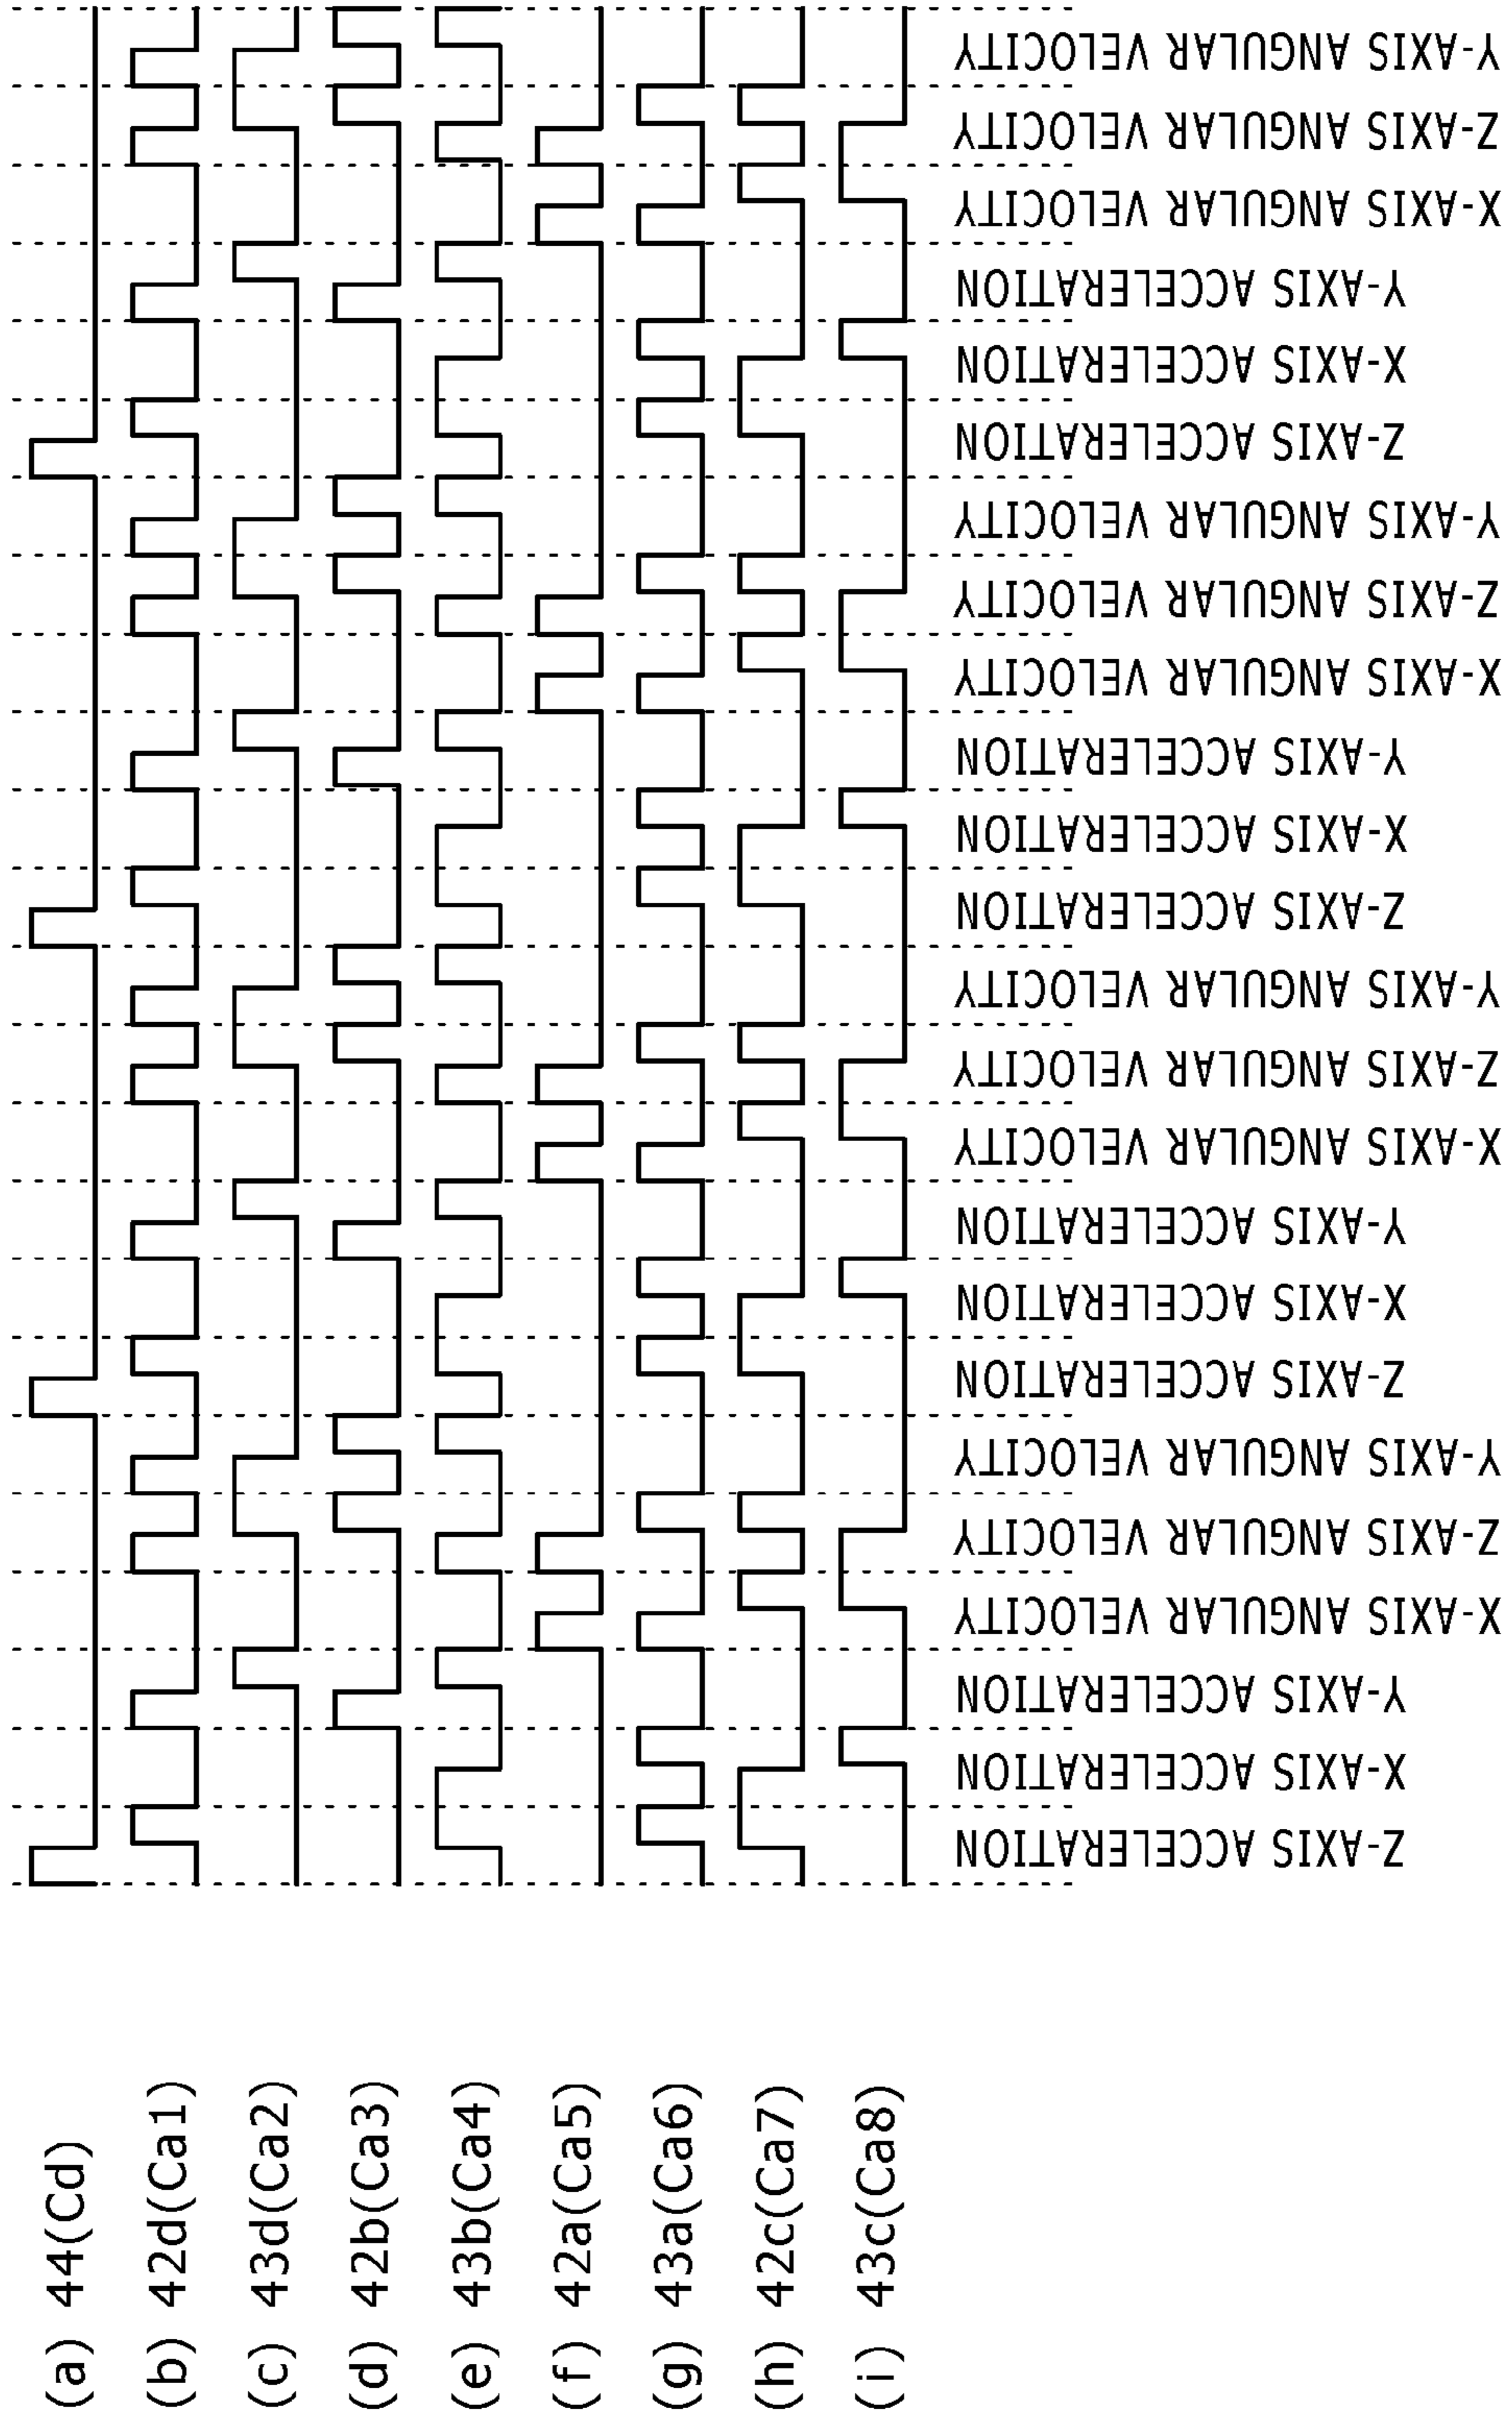 (a) 44(Cd)
(b) 42d(Ca1)
(c) 43d(Ca2)
(d) 42b(Ca3)
(e) 43b(Ca4)
(f) 42a(Ca5)
(g) 43a(Ca6)
(h) 42c(Ca7)
(i) 43c(Ca8)
Z-AXIS ACCELERATION
X-AXIS ACCELERATION
Y-AXIS ACCELERATION
X-AXIS ANGULAR VELOCITY
Z-AXIS ANGULAR VELOCITY
Y-AXIS ANGULAR VELOCITY
Z-AXIS ACCELERATION
X-AXIS ACCELERATION
Y-AXIS ACCELERATION
X-AXIS ANGULAR VELOCITY
Z-AXIS ANGULAR VELOCITY
Y-AXIS ANGULAR VELOCITY
Z-AXIS ACCELERATION
X-AXIS ACCELERATION
Y-AXIS ACCELERATION
X-AXIS ANGULAR VELOCITY
Z-AXIS ANGULAR VELOCITY
Y-AXIS ANGULAR VELOCITY
Z-AXIS ACCELERATION
X-AXIS ACCELERATION
Y-AXIS ACCELERATION
X-AXIS ANGULAR VELOCITY
Z-AXIS ANGULAR VELOCITY
Y-AXIS ANGULAR VELOCITY